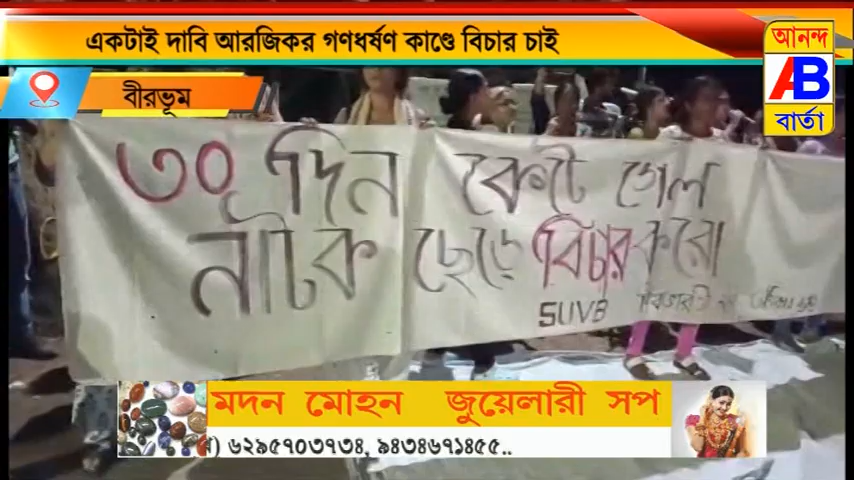 একটাই দাবি আরজিকর গণধর্ষণ কাণ্ডে বিচার চাই
আনন্দ
AB
বার্তা
বীরভূম
৩০ দিন কেটে গেল
নাটক ছেড়ে বিচার করো
SUVB
মদন মোহন জুয়েলারী সপ
) ৬২৯৫৭০৩৭৩৪, ৯৪৩৪৬৭১৪৫৫..